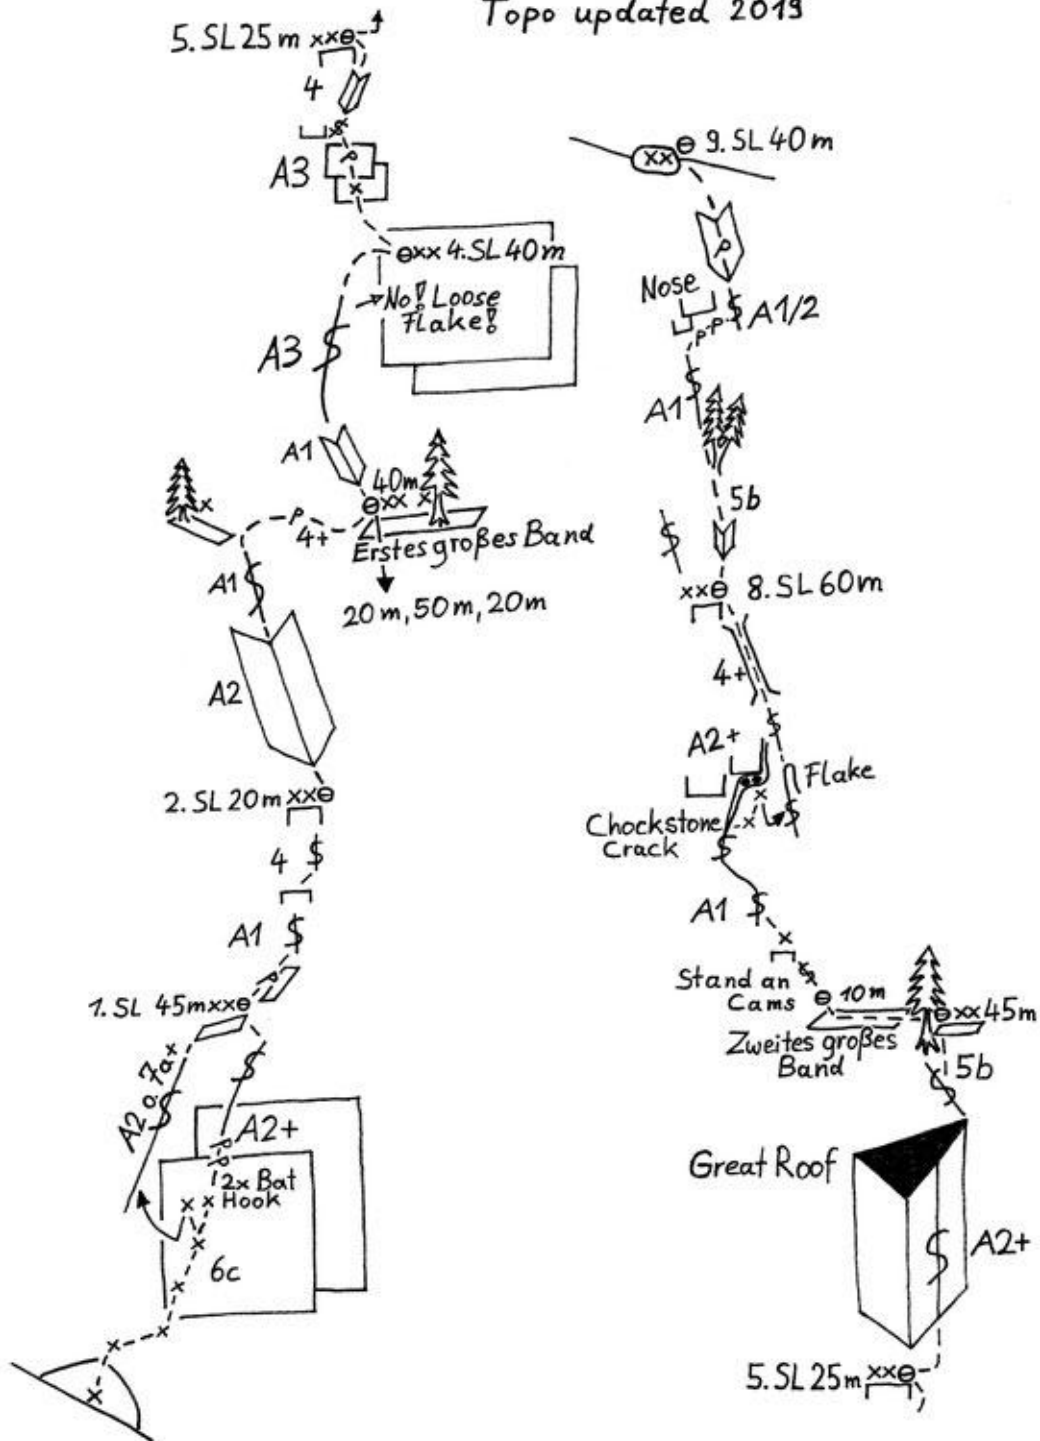 Topo updated 2019
5.SL 25m xx
4
A3
xx 4.SL 40m
No! Loose
Flake!
A3
A1
40m
xx x
4+
Erstes großes Band
20m, 50m, 20m
A1
A2
2.SL 20m xx
4
A1
1.SL 45m xx
A2 o. 7a
A2+
2x Bat
Hook
6c
xx 9.SL 40m
Nose
A1/2
A1
5b
xx 8.SL 60m
4+
A2+
Flake
Chockstone
Crack
A1
Stand an
Cams
10m
xx 45m
Zweites großes
Band
5b
Great Roof
A2+
5.SL 25m xx